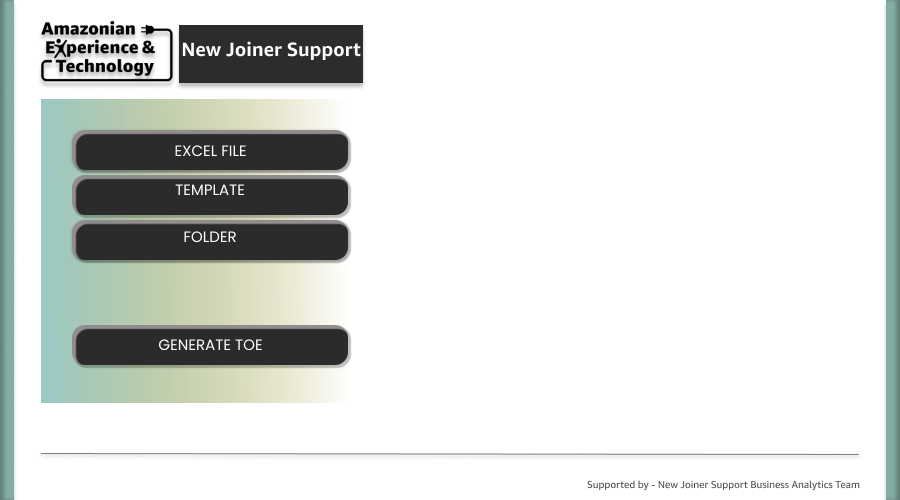 Amazonian
Experience &
Technology
New Joiner Support
EXCEL FILE
TEMPLATE
FOLDER
GENERATE TOE
Supported by - New Joiner Support Business Analytics Team